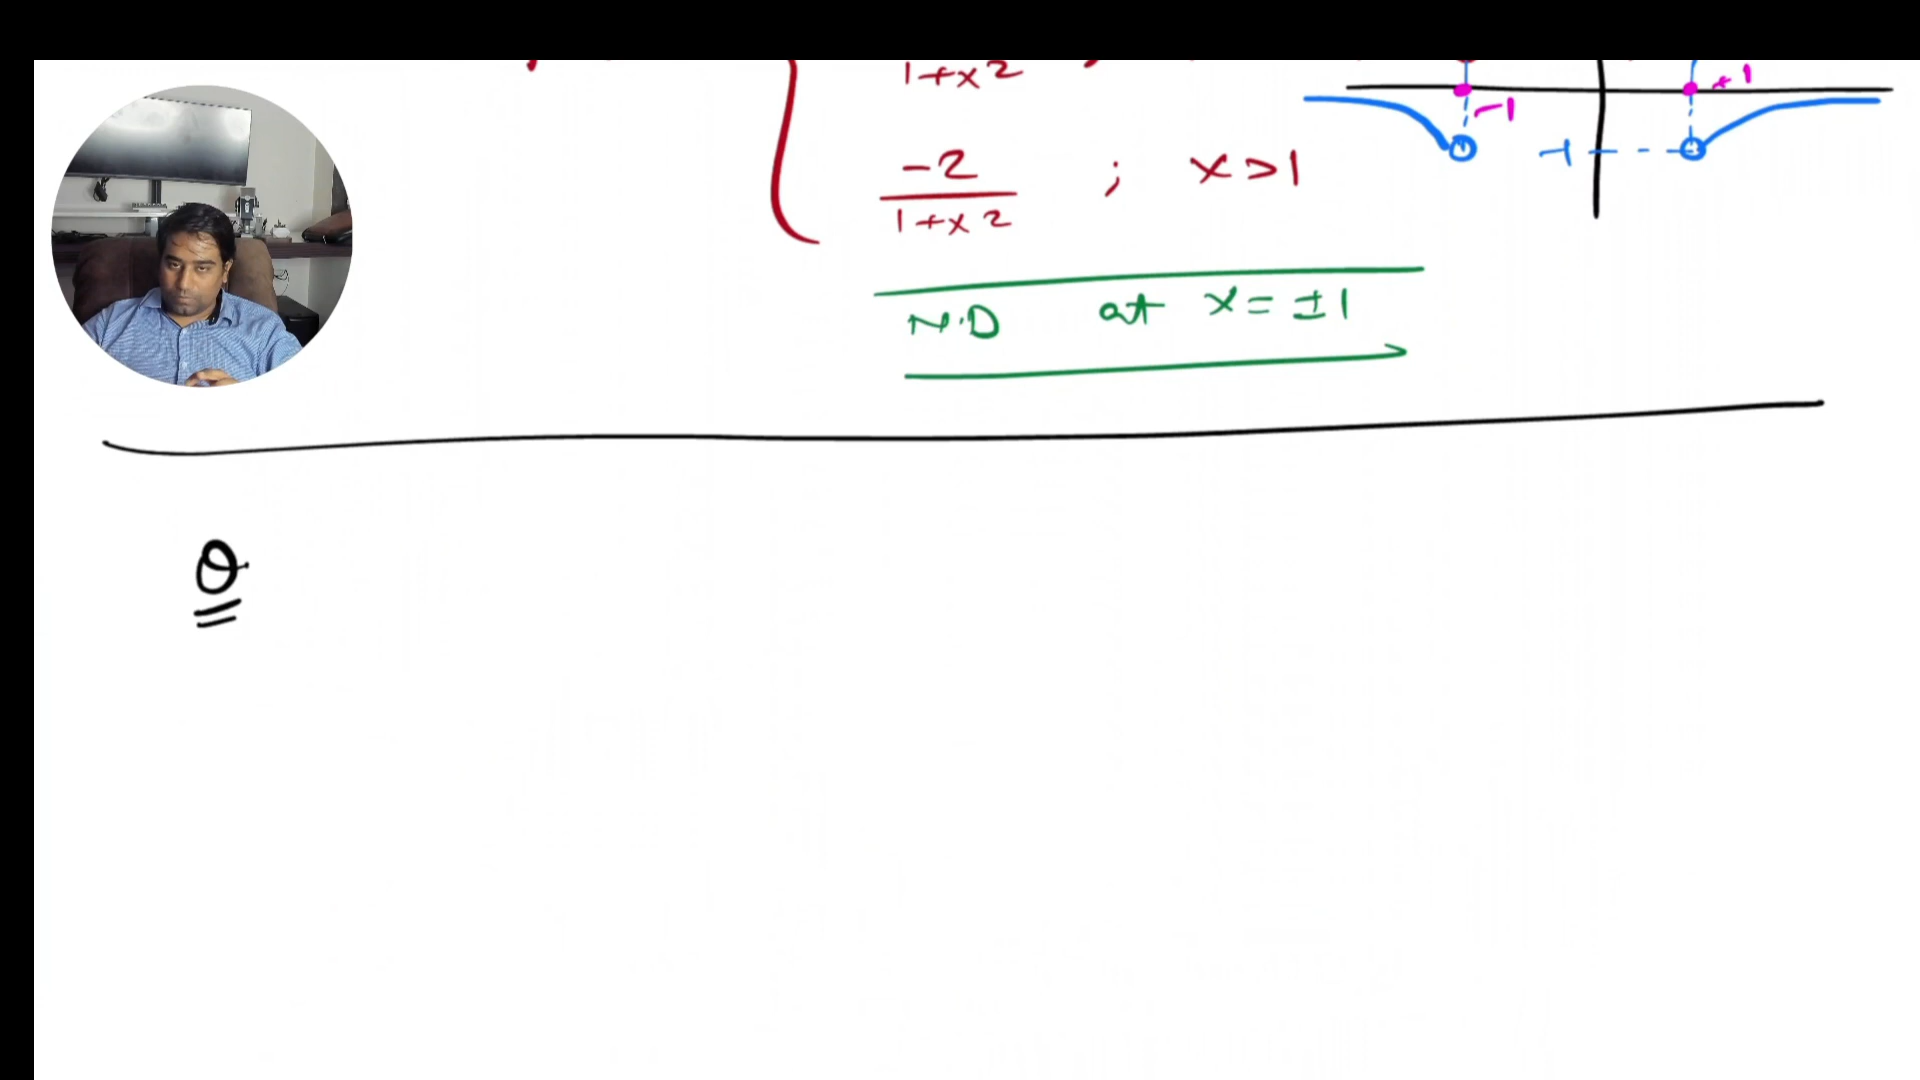 1+x2 ;
-2 ; x>1
1+x2
-1 +1
-1
N.D at x = ±1
Q